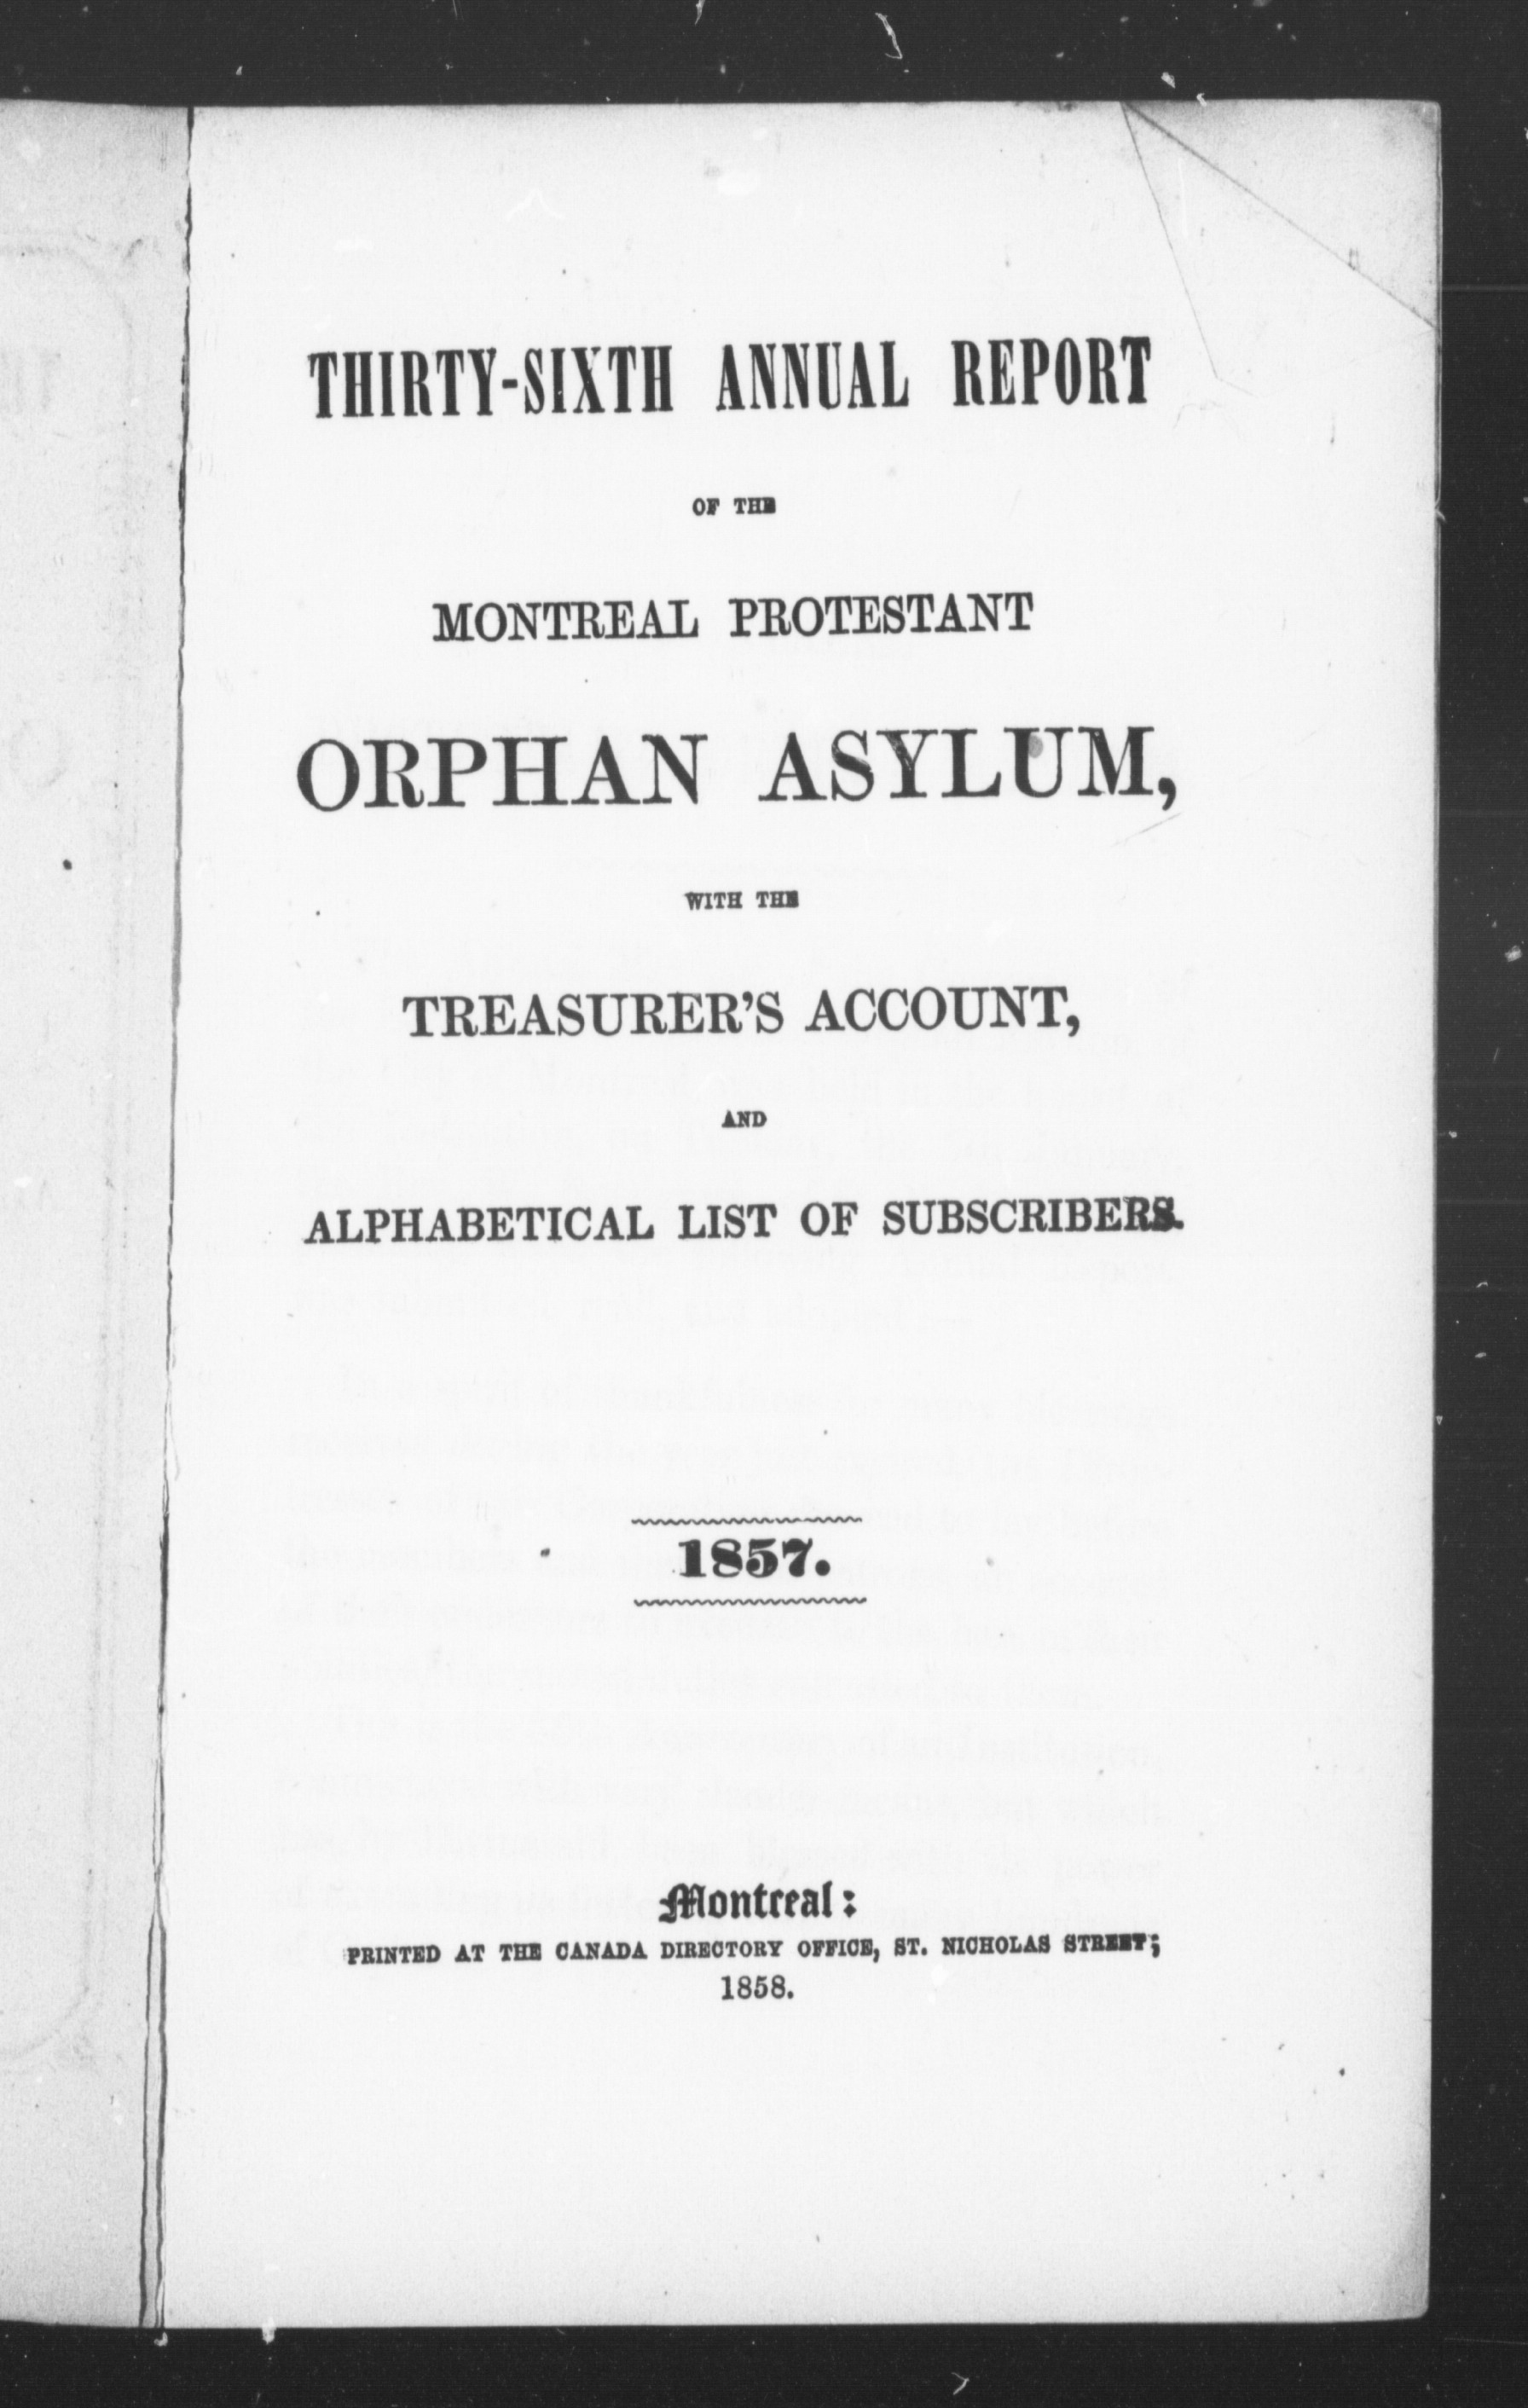 THIRTY-SIXTH ANNUAL REPORT
OF THE
MONTREAL PROTESTANT
ORPHAN ASYLUM,
WITH THE
TREASURER'S ACCOUNT,
AND
ALPHABETICAL LIST OF SUBSCRIBERS.
1857.
Montreal:
PRINTED AT THE CANADA DIRECTORY OFFICE, ST. NICHOLAS STREET;
1858.